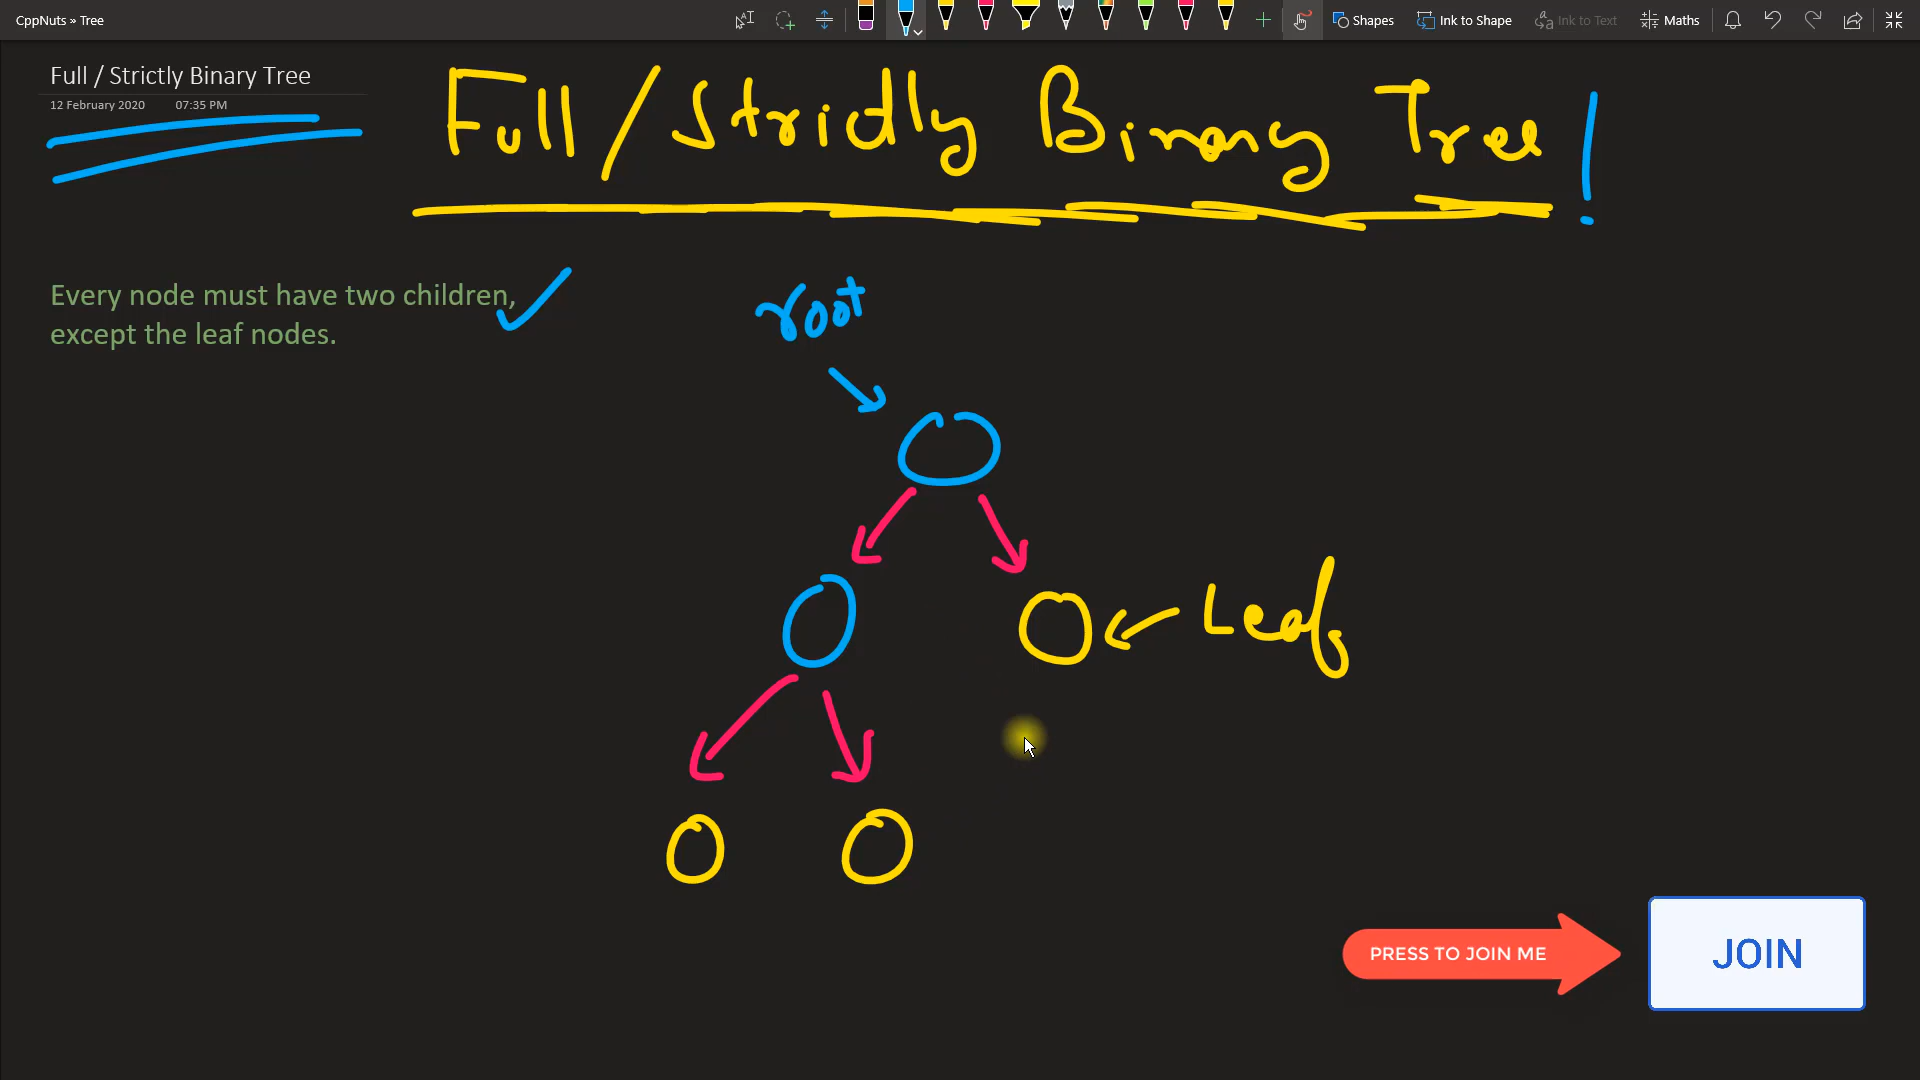 CppNuts » Tree
Shapes
Ink to Shape
Ink to Text
Maths
Full / Strictly Binary Tree
12 February 2020 07:35 PM
Full/Strictly Binary Tree!
Every node must have two children,
except the leaf nodes.
root
Leaf
PRESS TO JOIN ME
JOIN